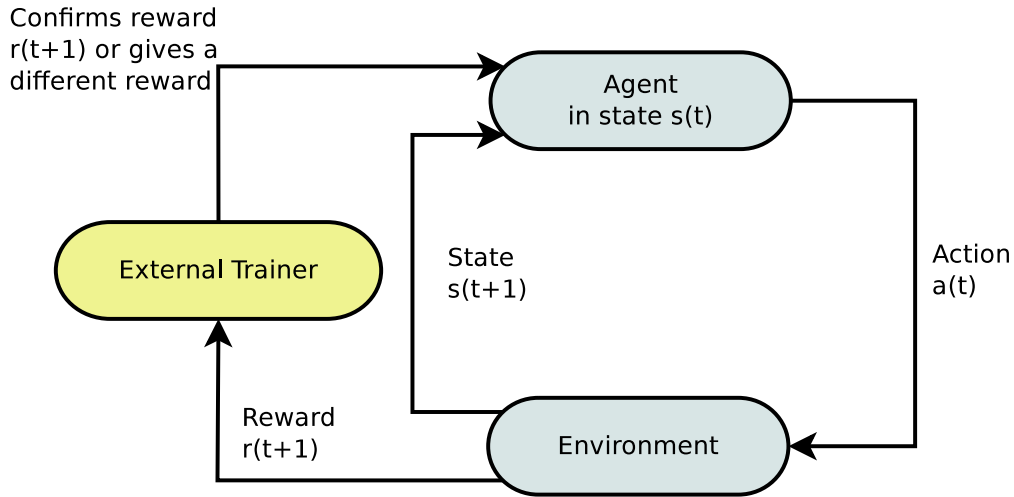 Confirms reward
r(t+1) or gives a
different reward
Agent
in state s(t)
External Trainer
State
s(t+1)
Action
a(t)
Reward
r(t+1)
Environment